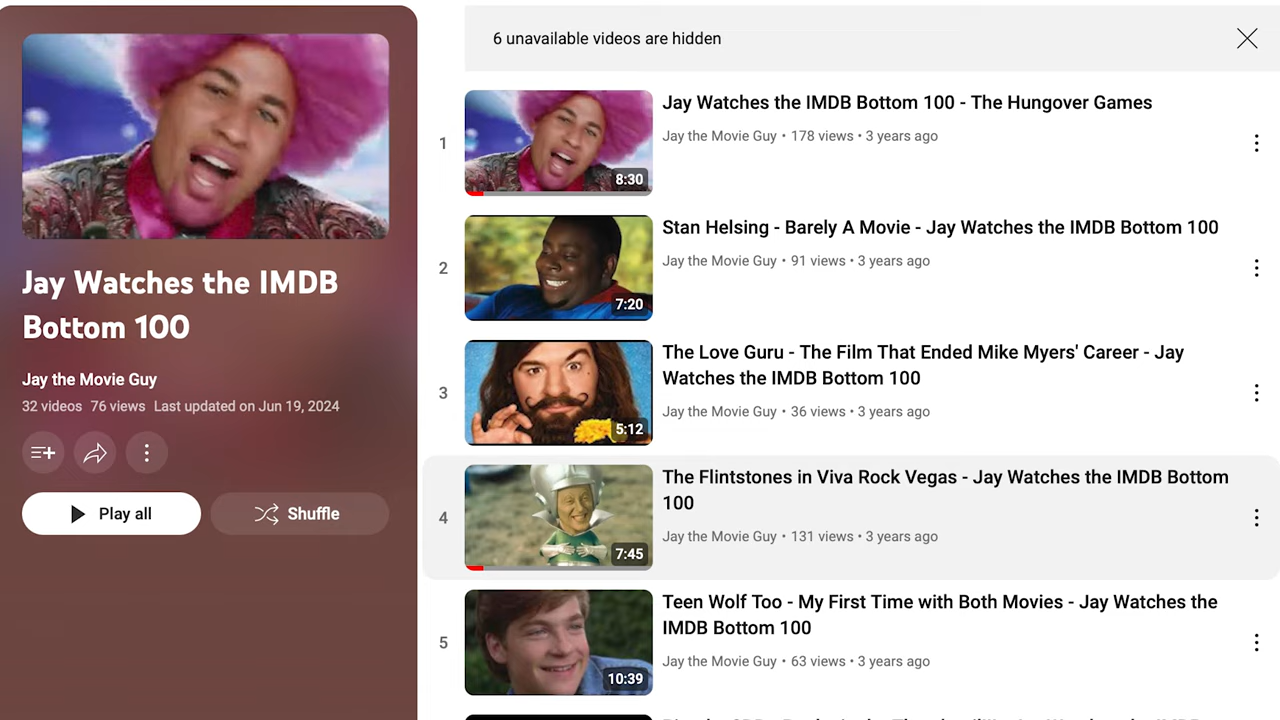 Jay Watches the IMDB
Bottom 100
Jay the Movie Guy
32 videos 76 views Last updated on Jun 19, 2024
Play all
Shuffle
6 unavailable videos are hidden
1
8:30
Jay Watches the IMDB Bottom 100 - The Hungover Games
Jay the Movie Guy • 178 views • 3 years ago
2
7:20
Stan Helsing - Barely A Movie - Jay Watches the IMDB Bottom 100
Jay the Movie Guy • 91 views • 3 years ago
3
5:12
The Love Guru - The Film That Ended Mike Myers' Career - Jay
Watches the IMDB Bottom 100
Jay the Movie Guy • 36 views • 3 years ago
4
7:45
The Flintstones in Viva Rock Vegas - Jay Watches the IMDB Bottom
100
Jay the Movie Guy • 131 views • 3 years ago
5
10:39
Teen Wolf Too - My First Time with Both Movies - Jay Watches the
IMDB Bottom 100
Jay the Movie Guy • 63 views • 3 years ago